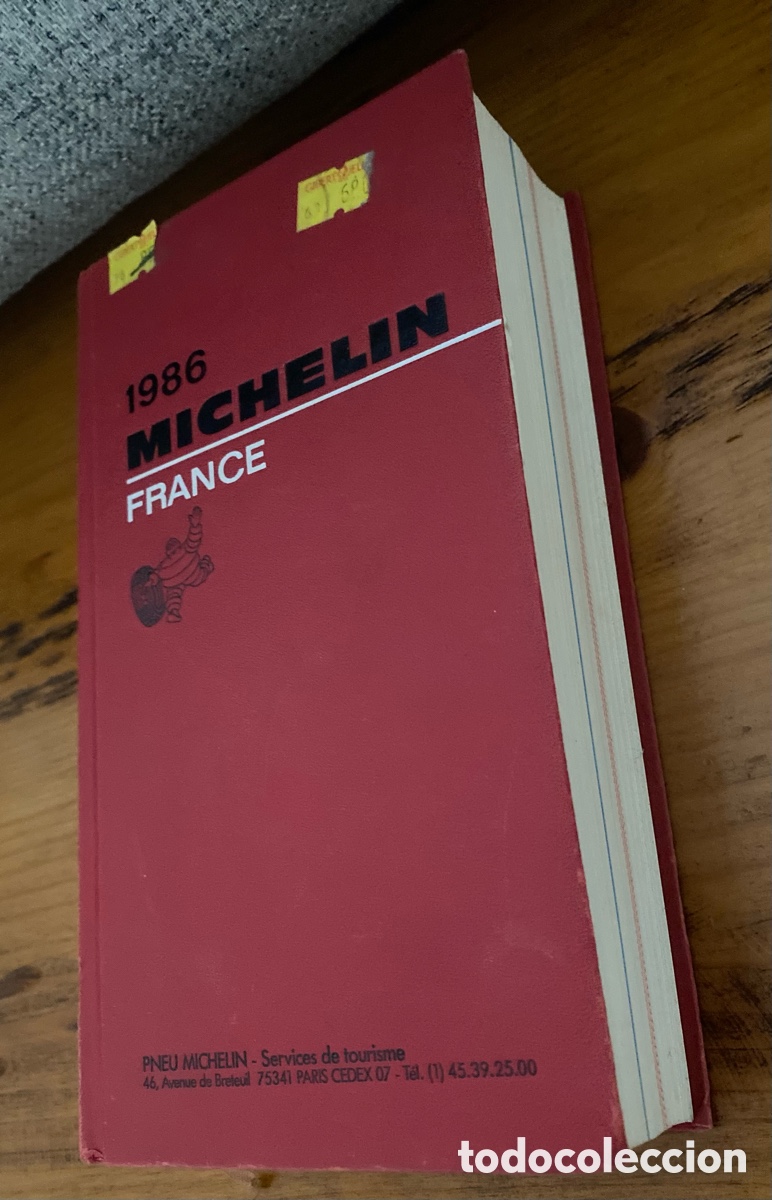 1986
MICHELIN
FRANCE
PNEU MICHELIN - Services de tourisme
46, Avenue de Breteuil 75341 PARIS CEDEX 07 - Tél. (1) 45.39.25.00
todocoleccion